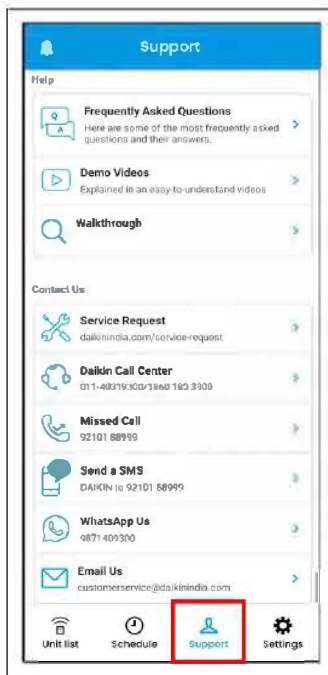 Support
Help
Q
A
Frequently Asked Questions
Here are some of the most frequently asked
questions and their answers.
Demo Videos
Explained in an easy-to-understand videos
Walkthrough
Contact Us
Service Request
daikinindia.com/service-request
Daikin Call Center
Missed Call
92101 88999
Send a SMS
DAIKIN to 92101 88999
WhatsApp Us
9871400300
Email Us
customerservice@daikinindia.com
Unit list
Schedule
Support
Settings